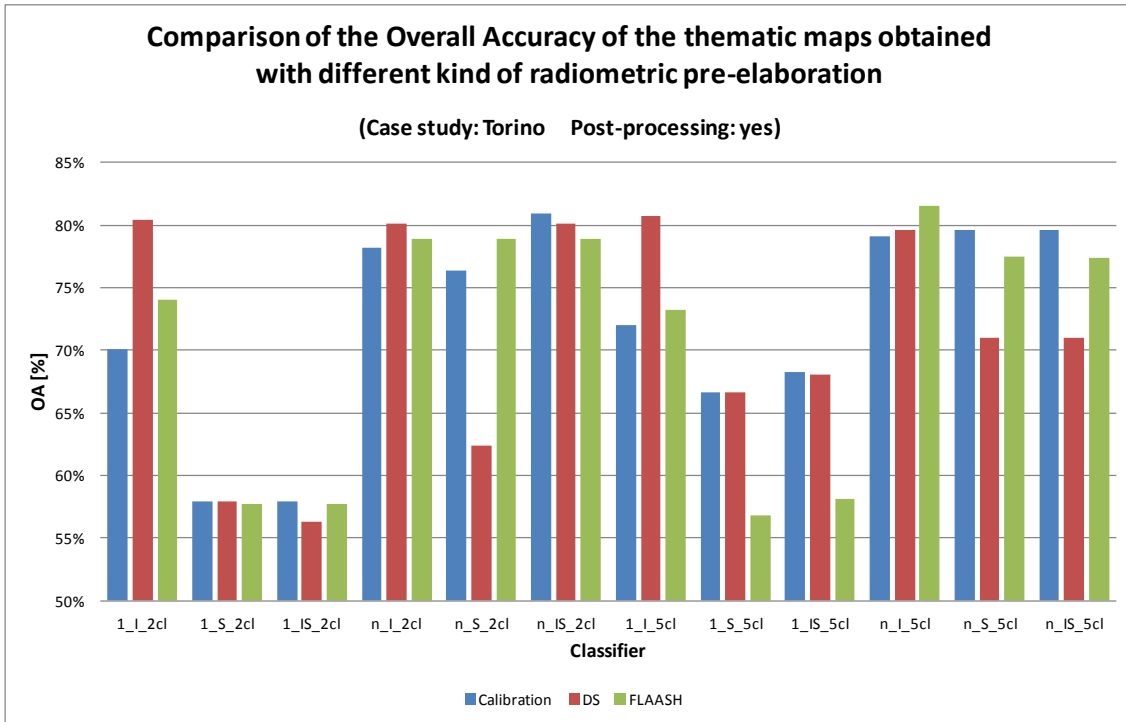 Comparison of the Overall Accuracy of the thematic maps obtained
with different kind of radiometric pre-elaboration
(Case study: Torino Post-processing: yes)
85%
80%
75%
70%
65%
60%
55%
50%
OA [%]
1_I_2cl 1_S_2cl 1_IS_2cl n_I_2cl n_S_2cl n_IS_2cl 1_I_5cl 1_S_5cl 1_IS_5cl n_I_5cl n_S_5cl n_IS_5cl
Classifier
Calibration DS FLAASH